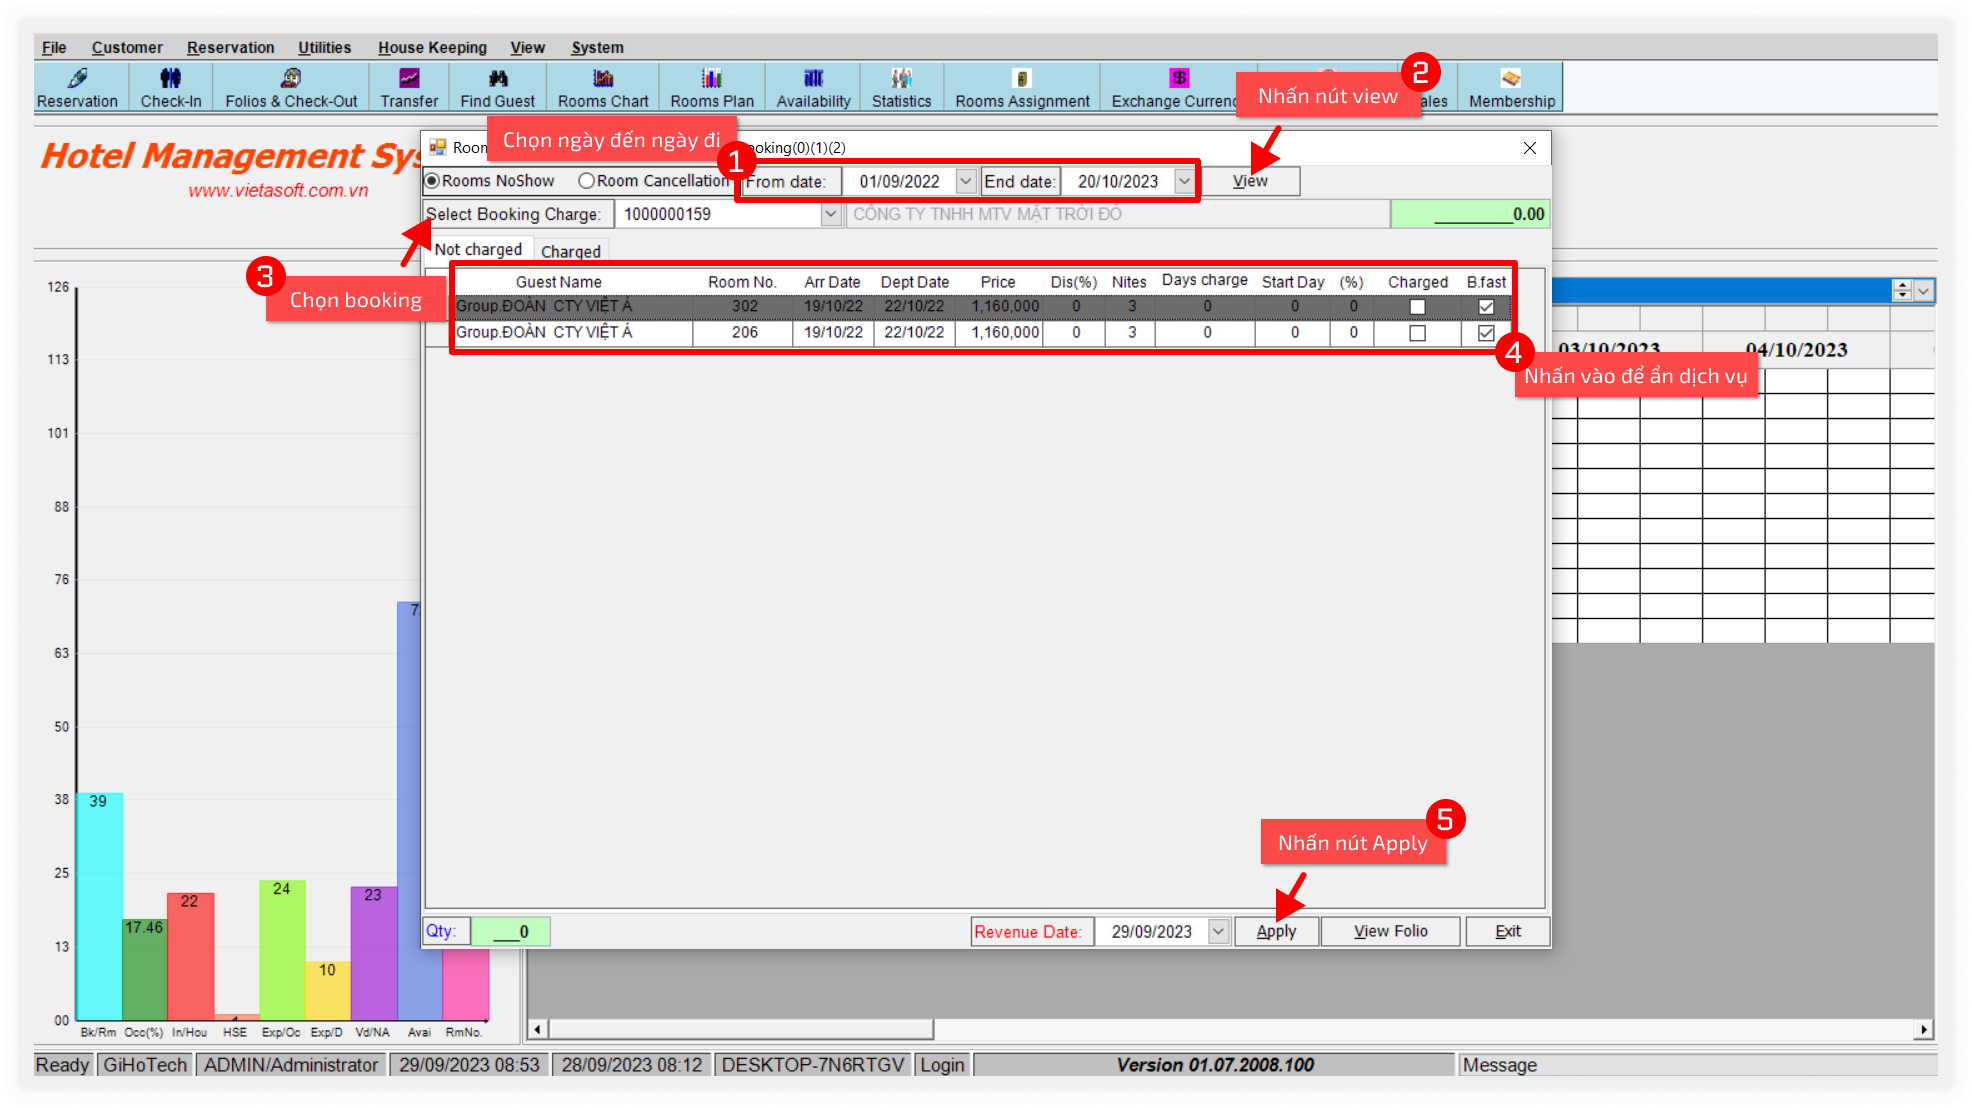 File Customer Reservation Utilities House Keeping View System
Reservation Check-In Folios & Check-Out Transfer Find Guest Rooms Chart Rooms Plan Availability Statistics Rooms Assignment Exchange Currenc ales Membership
2
Nhấn nút view
Hotel Management Sys
www.vietasoft.com.vn
Chọn ngày đến ngày đi
1
Room ooking(0)(1)(2)
Rooms NoShow Room Cancellation From date: 01/09/2022 End date: 20/10/2023 View
Select Booking Charge: 1000000159 CÔNG TY TNHH MTV MẶT TRỜI ĐỎ 0.00
Not charged Charged
3
Chọn booking
Guest Name Room No. Arr Date Dept Date Price Dis(%) Nites Days charge Start Day (%) Charged B.fast
Group.ĐOÀN CTY VIỆT Á 302 19/10/22 22/10/22 1,160,000 0 3 0 0 0
Group.ĐOÀN CTY VIỆT Á 206 19/10/22 22/10/22 1,160,000 0 3 0 0 0
4
Nhấn vào để ẩn dịch vụ
03/10/2023 04/10/2023
126
113
101
88
76
63
50
38
25
13
00
39
17.46
22
24
10
23
7
Bk/Rm Occ(%) In/Hou HSE Exp/Oc Exp/D Vd/NA Avai RmNo.
5
Nhấn nút Apply
Qty: 0 Revenue Date: 29/09/2023 Apply View Folio Exit
Ready GiHoTech ADMIN/Administrator 29/09/2023 08:53 28/09/2023 08:12 DESKTOP-7N6RTGV Login Version 01.07.2008.100 Message